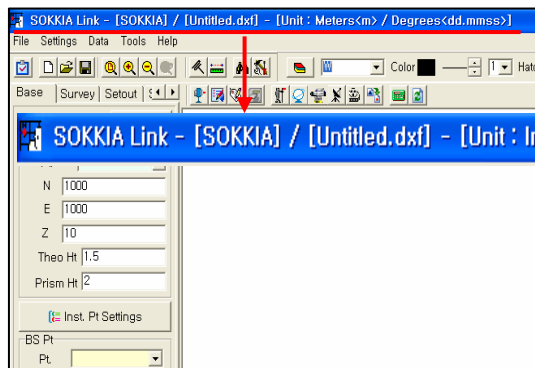 SOKKIA Link - [SOKKIA] / [Untitled.dxf] - [Unit : Meters<m> / Degrees<dd.mmss>]
File Settings Data Tools Help
Color 1 Hatc
Base Survey Setout S
SOKKIA Link - [SOKKIA] / [Untitled.dxf] - [Unit : In
N 1000
E 1000
Z 10
Theo Ht 1.5
Prism Ht 2
Inst. Pt Settings
BS Pt
Pt.